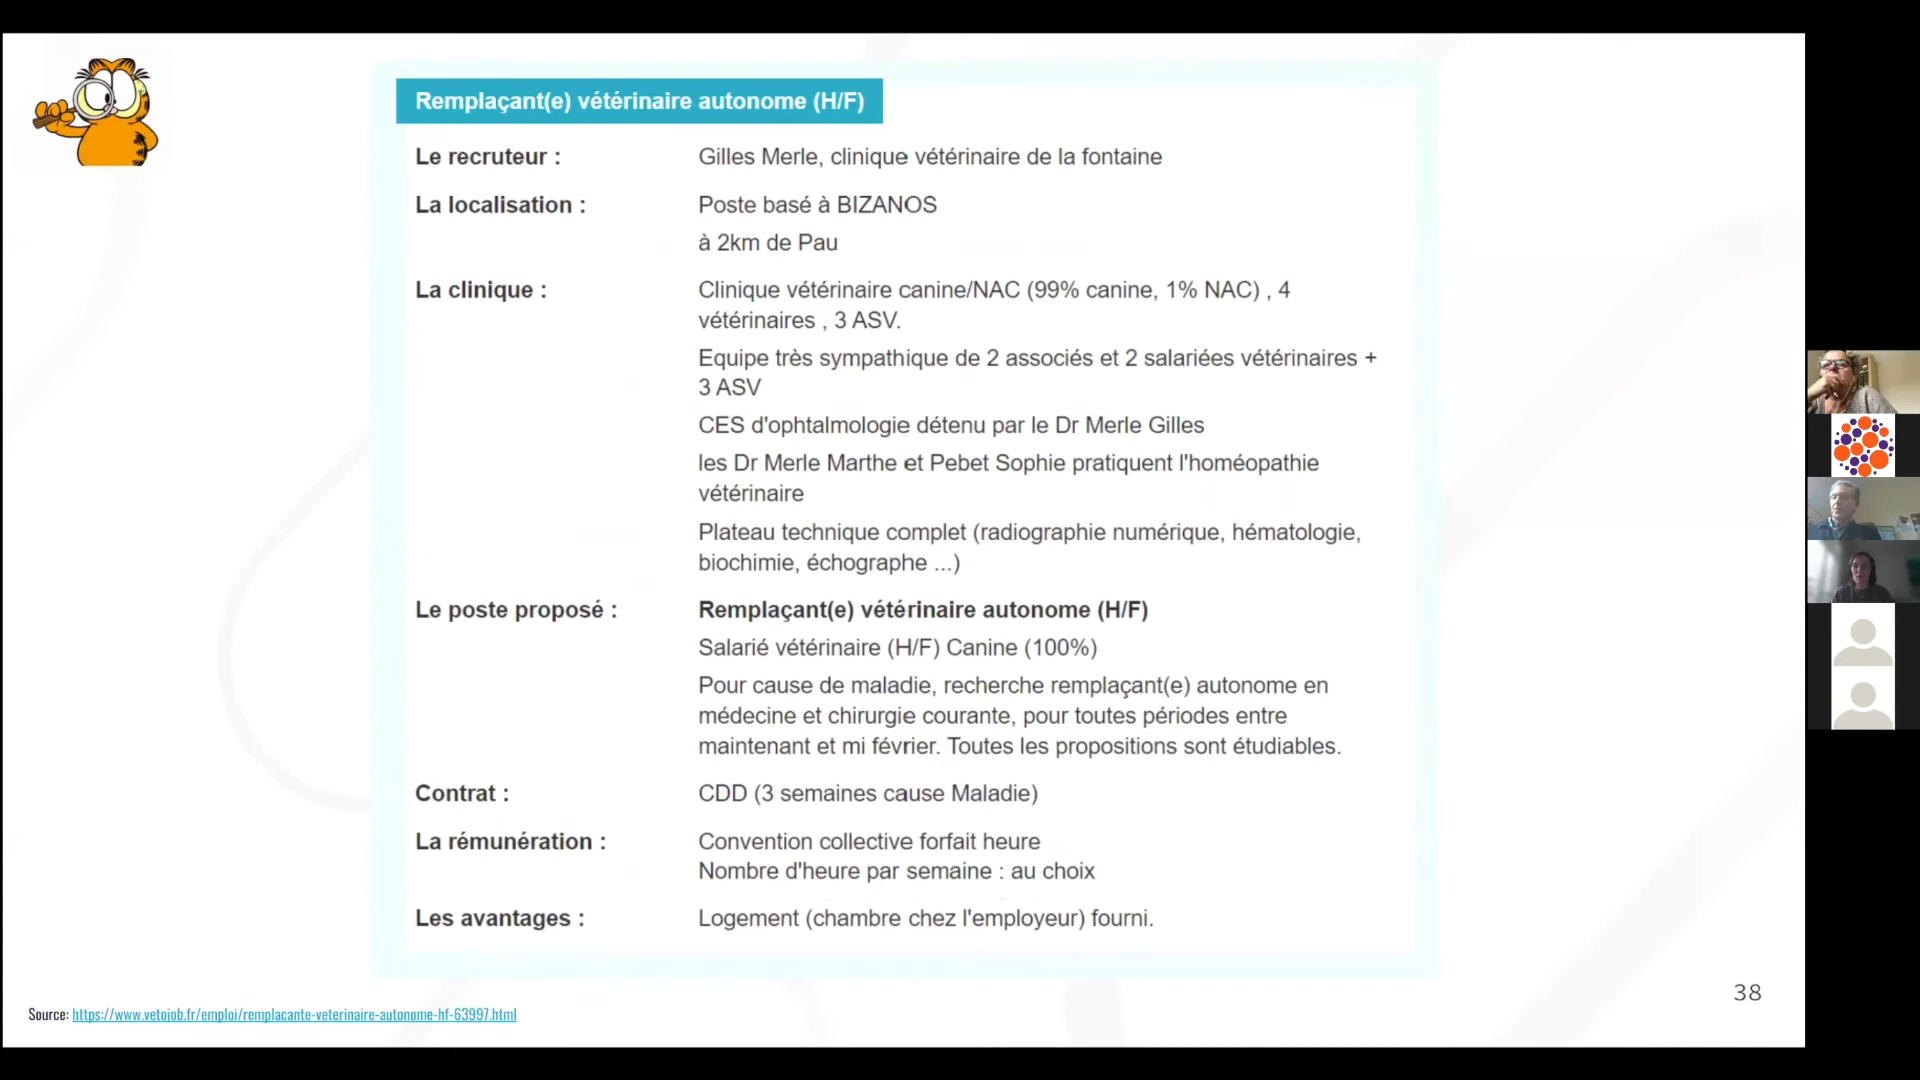 Remplaçant(e) vétérinaire autonome (H/F)
Le recruteur : Gilles Merle, clinique vétérinaire de la fontaine
La localisation : Poste basé à BIZANOS
à 2km de Pau
La clinique : Clinique vétérinaire canine/NAC (99% canine, 1% NAC) , 4
vétérinaires , 3 ASV.
Equipe très sympathique de 2 associés et 2 salariées vétérinaires +
3 ASV
CES d'ophtalmologie détenu par le Dr Merle Gilles
les Dr Merle Marthe et Pebet Sophie pratiquent l'homéopathie
vétérinaire
Plateau technique complet (radiographie numérique, hématologie,
biochimie, échographe ...)
Le poste proposé : Remplaçant(e) vétérinaire autonome (H/F)
Salarié vétérinaire (H/F) Canine (100%)
Pour cause de maladie, recherche remplaçant(e) autonome en
médecine et chirurgie courante, pour toutes périodes entre
maintenant et mi février. Toutes les propositions sont étudiables.
Contrat : CDD (3 semaines cause Maladie)
La rémunération : Convention collective forfait heure
Nombre d'heure par semaine : au choix
Les avantages : Logement (chambre chez l'employeur) fourni.
38
Source: https://www.vetojob.fr/emploi/remplacante-veterinaire-autonome-hf-63997.html